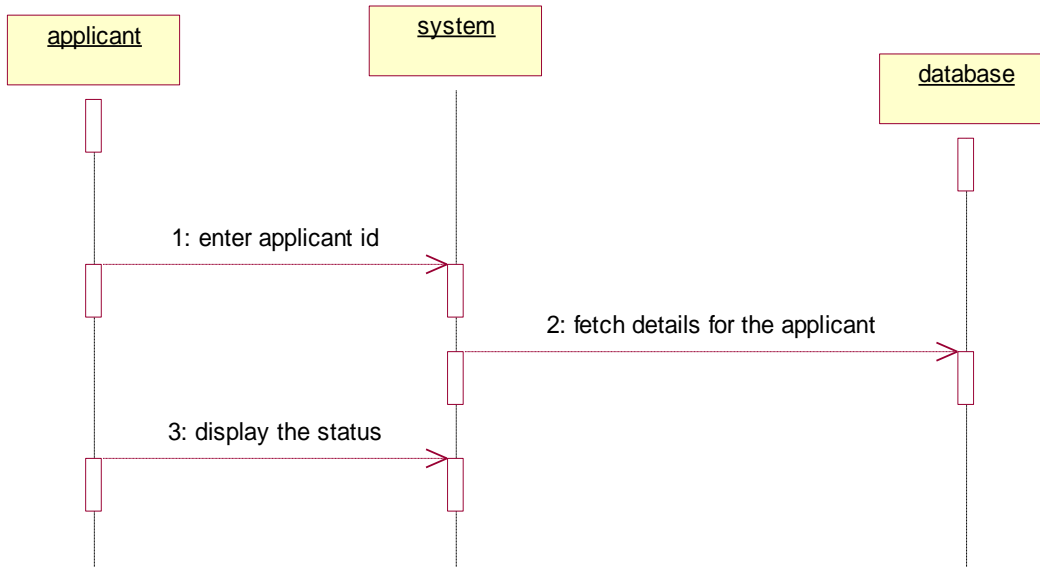 applicant
system
database
1: enter applicant id
2: fetch details for the applicant
3: display the status